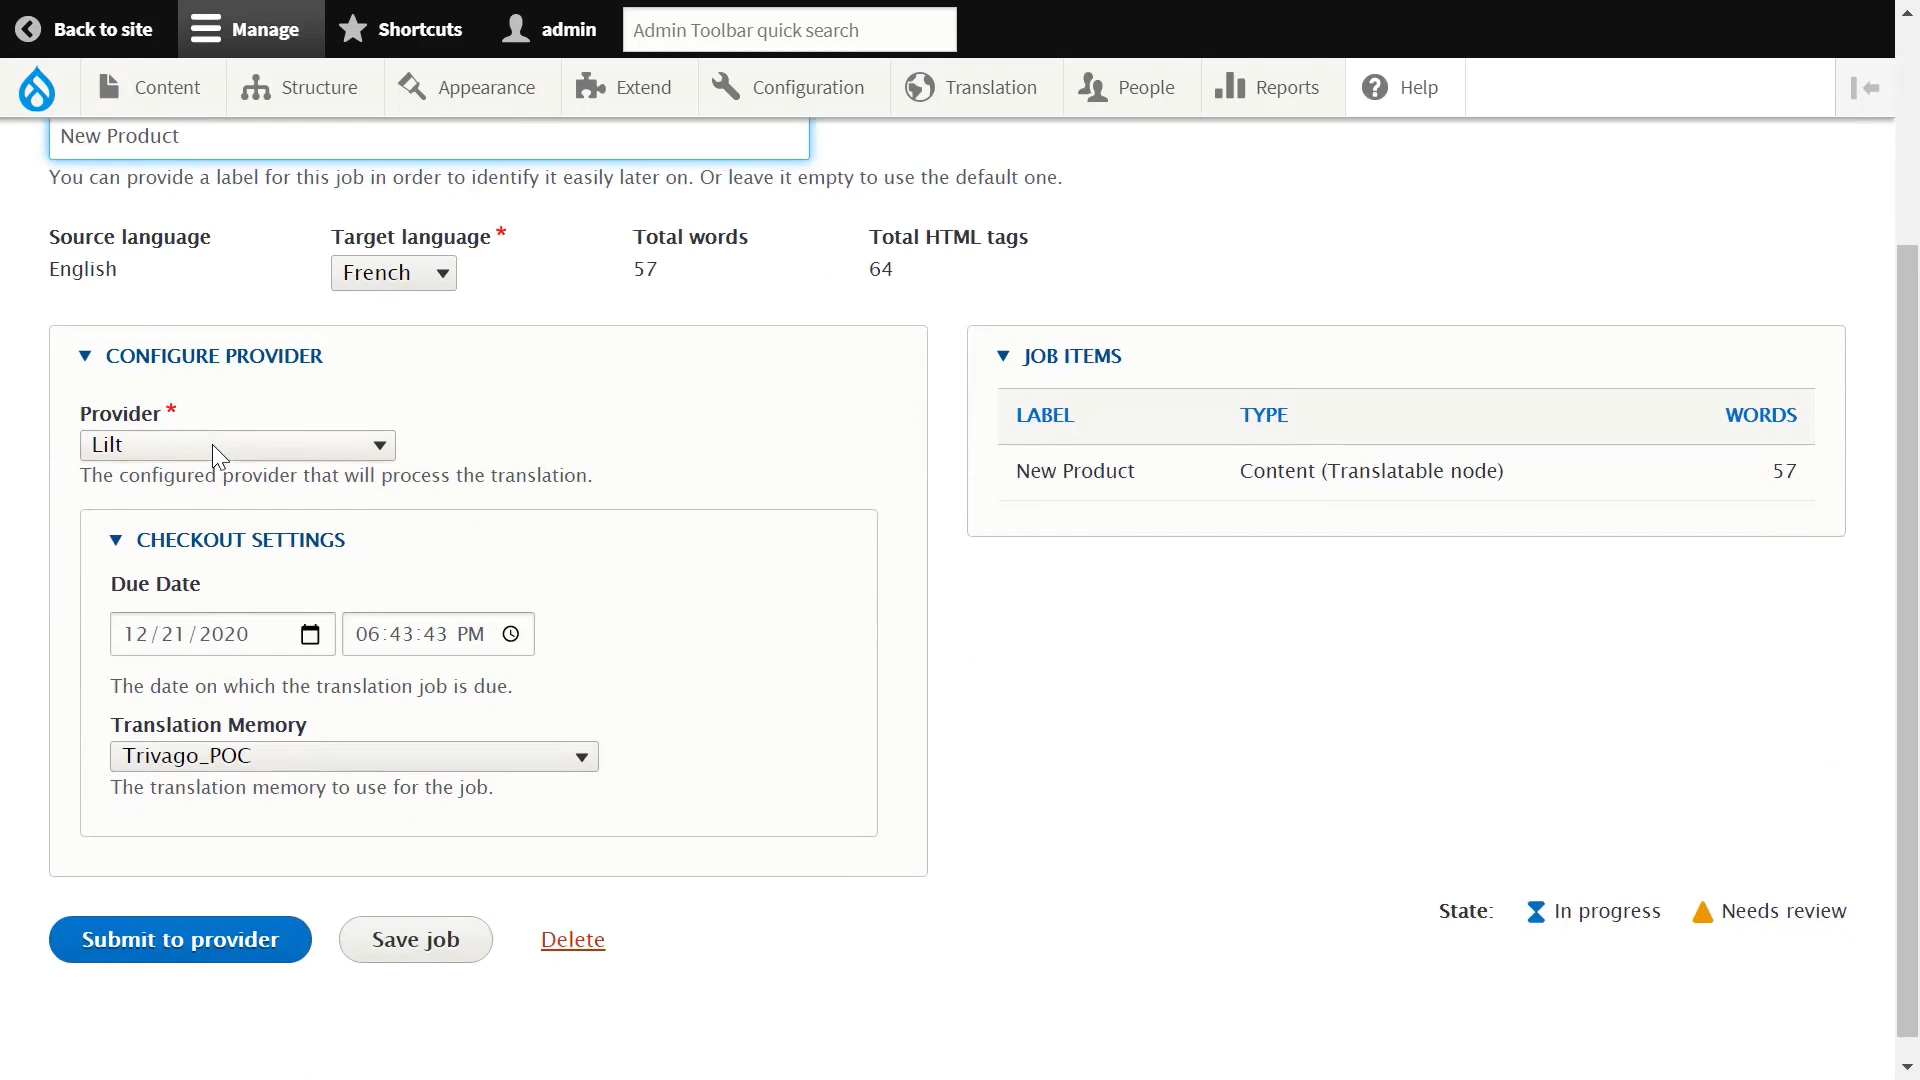 Back to site Manage Shortcuts admin Admin Toolbar quick search
Content Structure Appearance Extend Configuration Translation People Reports Help
New Product
You can provide a label for this job in order to identify it easily later on. Or leave it empty to use the default one.
Source language Target language * Total words Total HTML tags
English French 57 64
CONFIGURE PROVIDER
Provider *
Lilt
The configured provider that will process the translation.
CHECKOUT SETTINGS
Due Date
12/21/2020 06:43:43 PM
The date on which the translation job is due.
Translation Memory
Trivago_POC
The translation memory to use for the job.
JOB ITEMS
LABEL TYPE WORDS
New Product Content (Translatable node) 57
State: In progress Needs review
Submit to provider Save job Delete